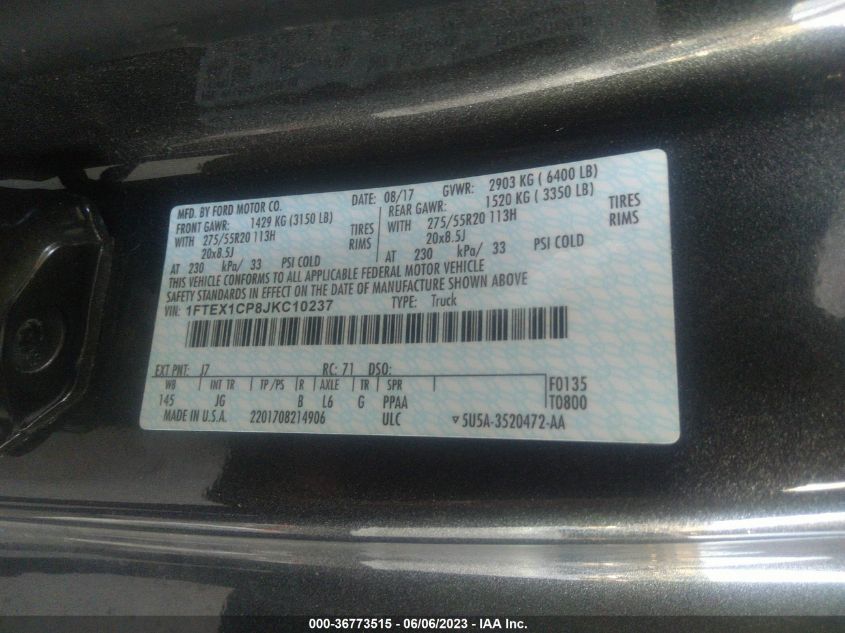 MFD. BY FORD MOTOR CO. DATE: 08/17 GVWR: 2903 KG ( 6400 LB)
FRONT GAWR: 1429 KG (3150 LB) REAR GAWR: 1520 KG ( 3350 LB)
WITH 275/55R20 113H TIRES WITH 275/55R20 113H TIRES
20x8.5J RIMS 20x8.5J RIMS
AT 230 kPa/ 33 PSI COLD AT 230 kPa/ 33 PSI COLD
THIS VEHICLE CONFORMS TO ALL APPLICABLE FEDERAL MOTOR VEHICLE
SAFETY STANDARDS IN EFFECT ON THE DATE OF MANUFACTURE SHOWN ABOVE
VIN: 1FTEX1CP8JKC10237 TYPE: Truck
EXT PNT: J7 RC: 71 DSO:
WB INT TR TP/PS R AXLE TR SPR F0135
145 JG B L6 G PPAA T0800
MADE IN U.S.A. 2201708214906 ULC ▿5U5A-3520472-AA
000-36773515 - 06/06/2023 - IAA Inc.